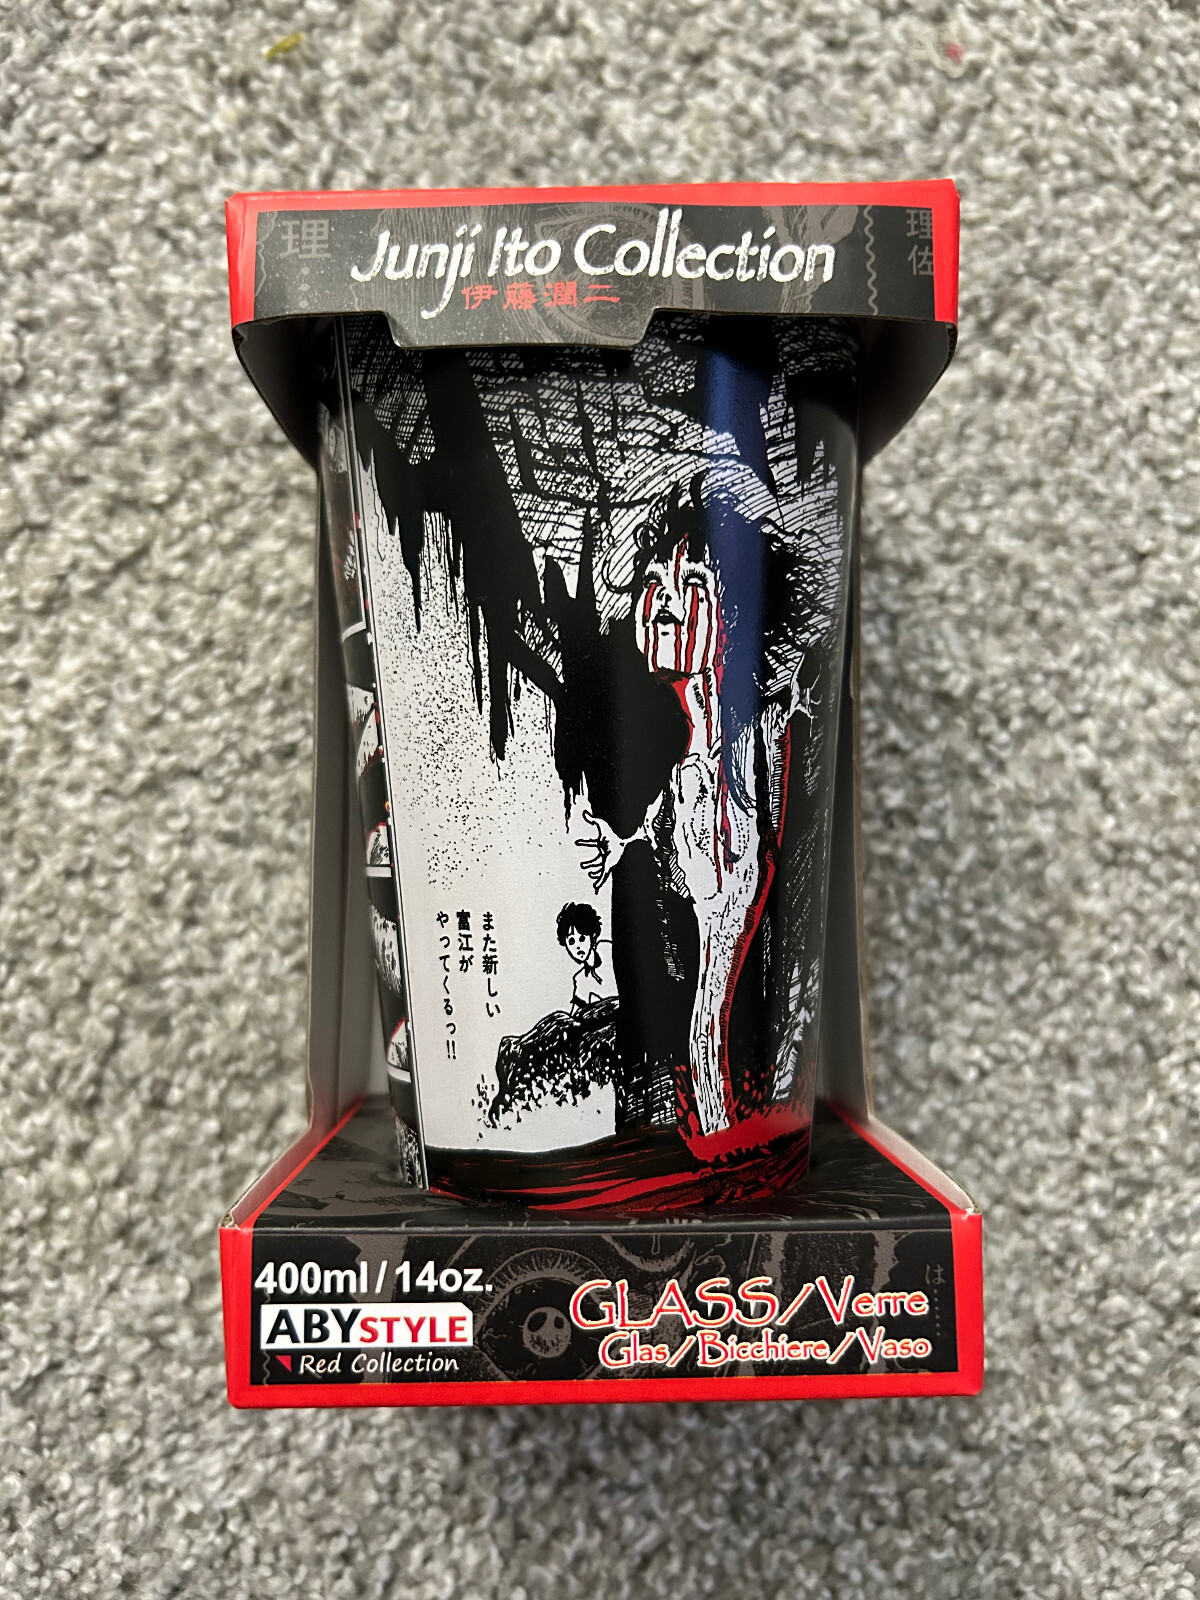 理
Junji Ito Collection
伊藤潤二
理
佐
また新しい
富江が
やってくるっ!!
400ml / 14oz.
ABYSTYLE
Red Collection
GLASS / Verre
Glas / Bicchiere / Vaso
は……